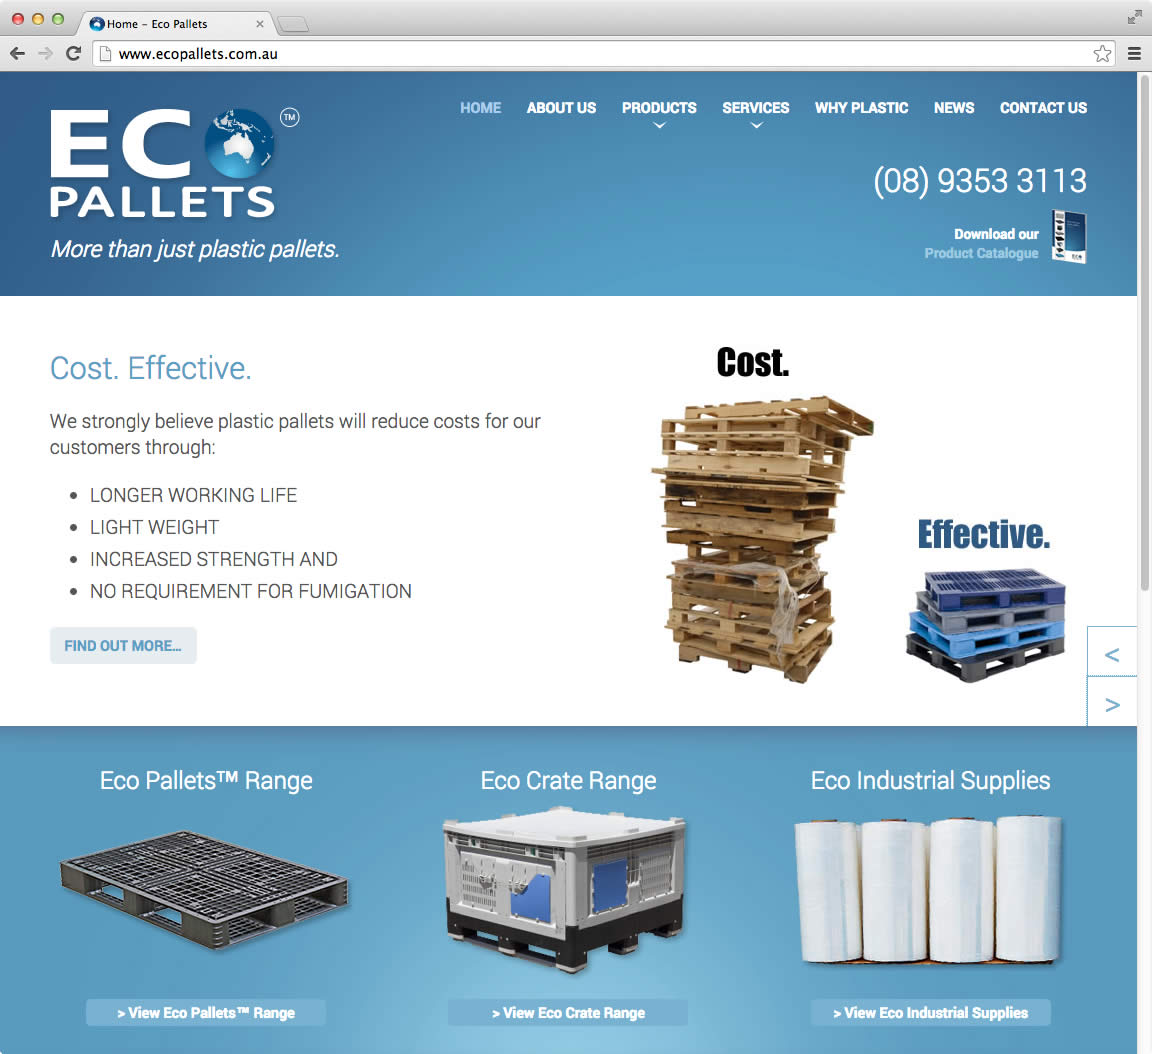 Home – Eco Pallets
www.ecopallets.com.au
HOME ABOUT US PRODUCTS SERVICES WHY PLASTIC NEWS CONTACT US
ECO TM
PALLETS
More than just plastic pallets.
(08) 9353 3113
Download our
Product Catalogue
ECO
Cost. Effective.
We strongly believe plastic pallets will reduce costs for our
customers through:
• LONGER WORKING LIFE
• LIGHT WEIGHT
• INCREASED STRENGTH AND
• NO REQUIREMENT FOR FUMIGATION
FIND OUT MORE...
Cost.
Effective.
<
>
Eco Pallets™ Range
Eco Crate Range
Eco Industrial Supplies
> View Eco Pallets™ Range
> View Eco Crate Range
> View Eco Industrial Supplies